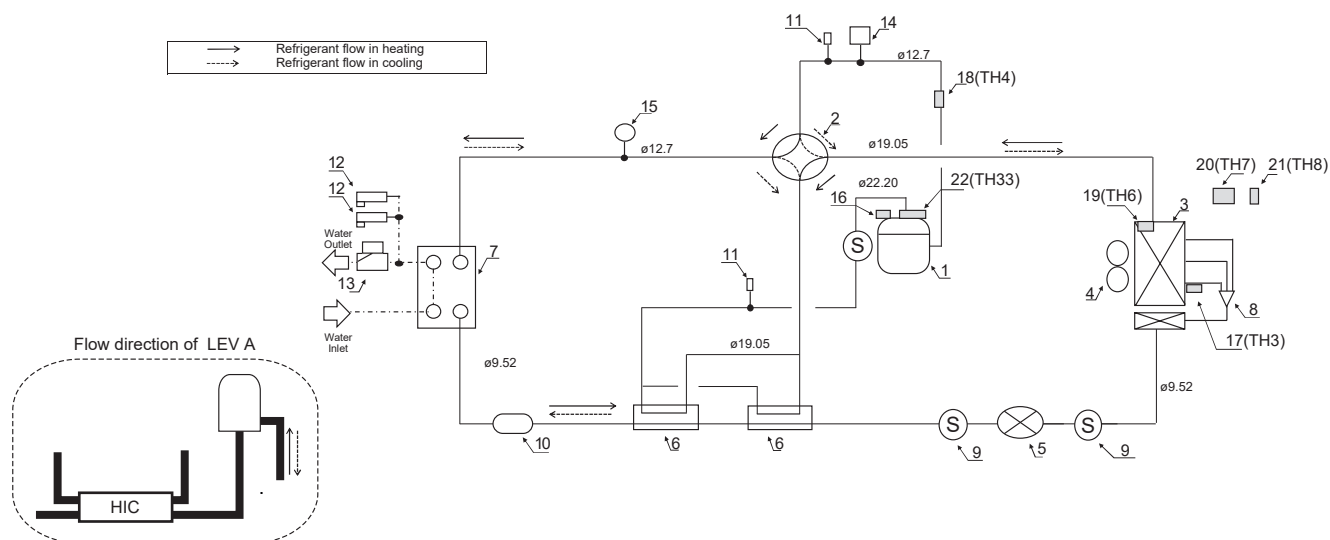 Refrigerant flow in heating
Refrigerant flow in cooling
11
14
ø12.7
18(TH4)
15
2
ø12.7
ø19.05
12
12
Water
Outlet
13
7
Water
Inlet
ø22.20
22(TH33)
16
S
1
11
20(TH7)
21(TH8)
19(TH6)
3
4
8
17(TH3)
ø19.05
ø9.52
ø9.52
10
6
6
S
9
5
S
9
Flow direction of LEV A
HIC